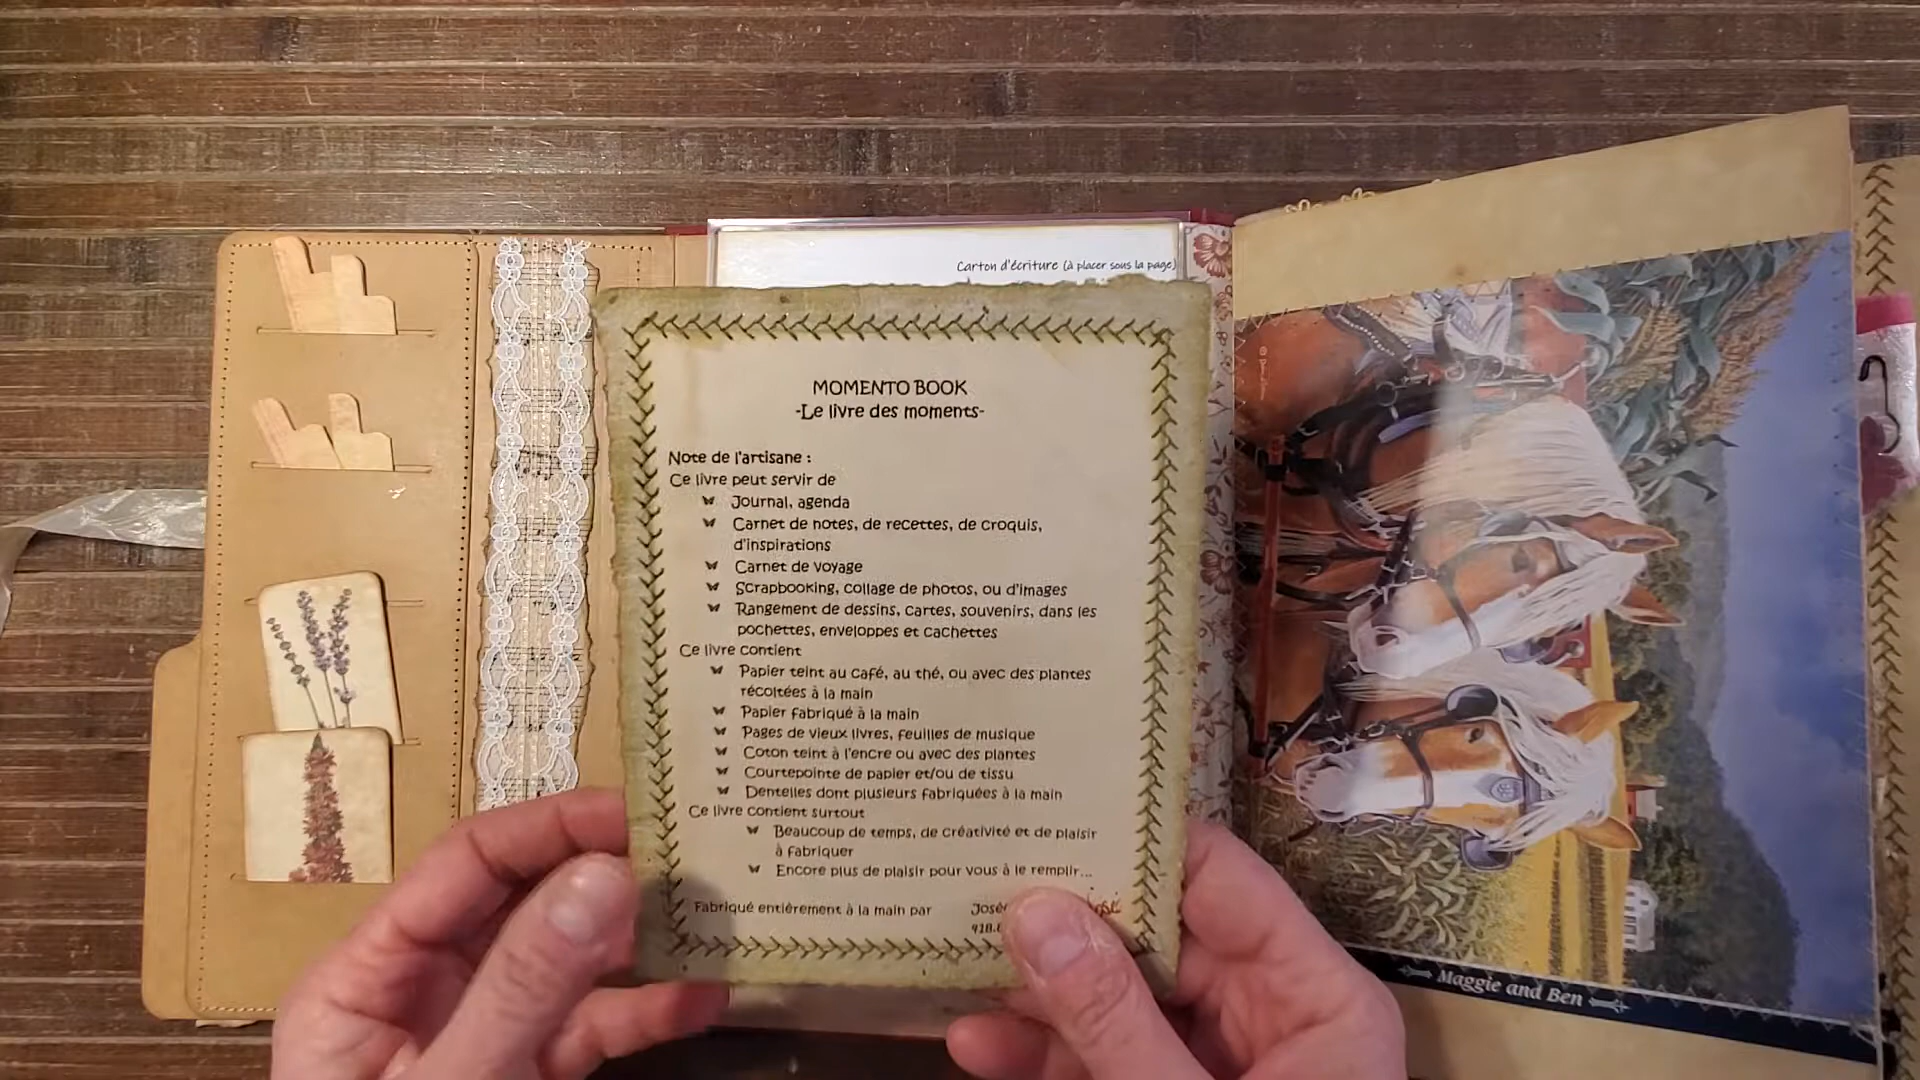 Carton d'écriture (à placer sous la page)
MOMENTO BOOK
-Le livre des moments-
Note de l'artisane :
Ce livre peut servir de
Journal, agenda
Carnet de notes, de recettes, de croquis,
d'inspirations
Carnet de voyage
Scrapbooking, collage de photos, ou d'images
Rangement de dessins, cartes, souvenirs, dans les
pochettes, enveloppes et cachettes
Ce livre contient
Papier teint au café, au thé, ou avec des plantes
récoltées à la main
Papier fabriqué à la main
Pages de vieux livres, feuilles de musique
Coton teint à l'encre ou avec des plantes
Courtepointe de papier et/ou de tissu
Dentelles dont plusieurs fabriquées à la main
Ce livre contient surtout
Beaucoup de temps, de créativité et de plaisir
à fabriquer
Encore plus de plaisir pour vous à le remplir...
Fabriqué entièrement à la main par
Maggie and Ben